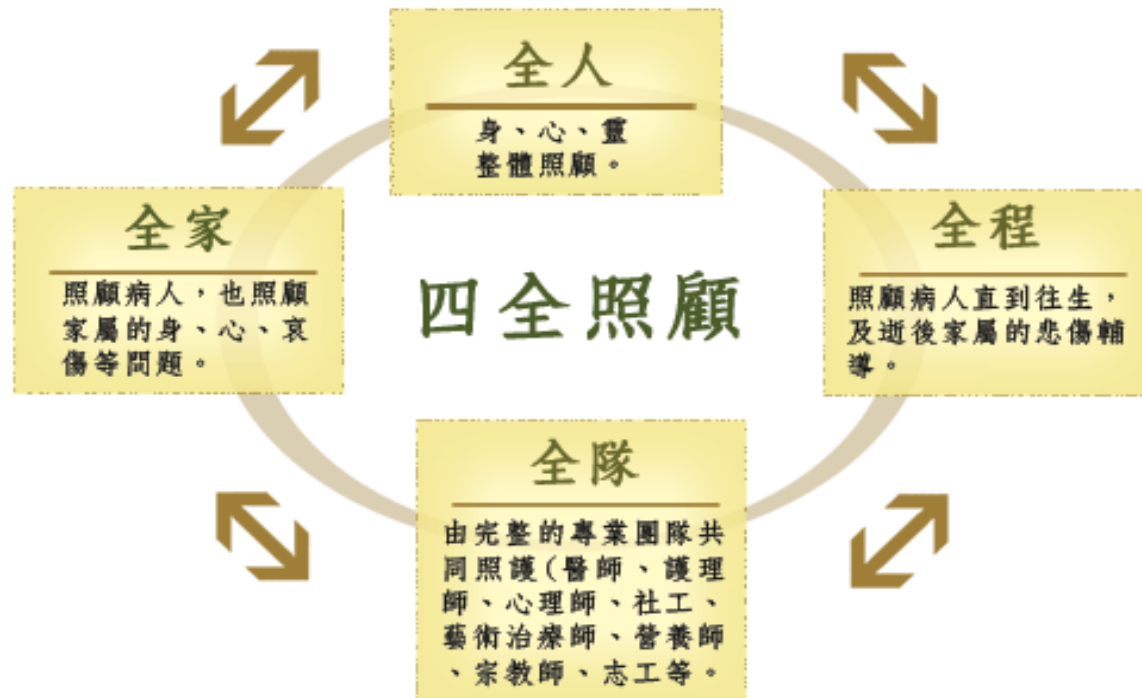 全人
身、心、靈
整體照顧。
全家
照顧病人，也照顧
家屬的身、心、哀
傷等問題。
四全照顧
全程
照顧病人直到往生，
及逝後家屬的悲傷輔
導。
全隊
由完整的專業團隊共
同照護(醫師、護理
師、心理師、社工、
藝術治療師、營養師
、宗教師、志工等。